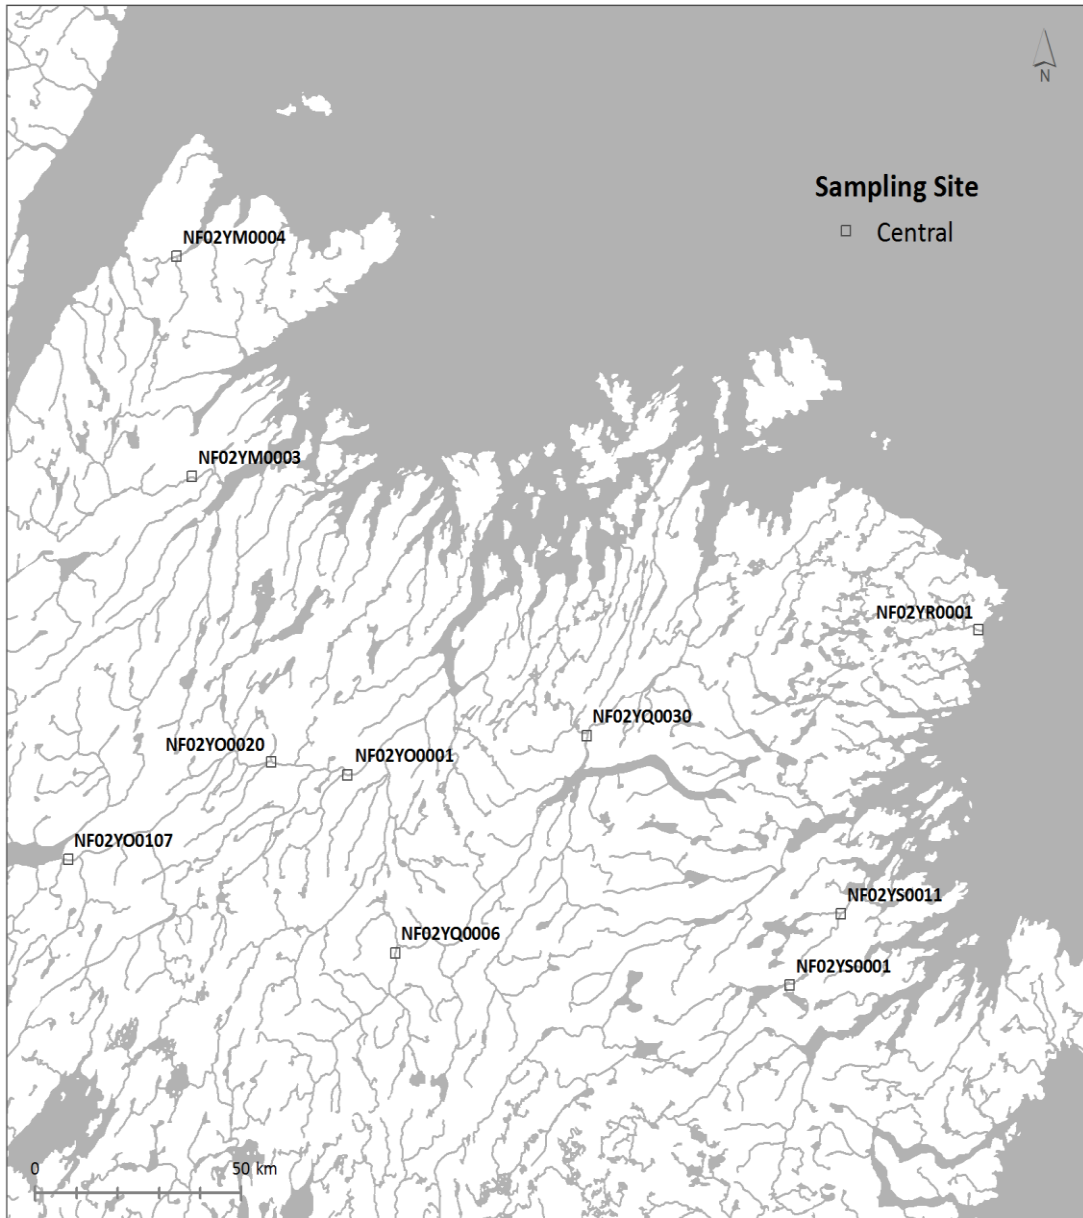 N
Sampling Site
Central
NF02YM0004
NF02YM0003
NF02YR0001
NF02YQ0030
NF02YO0020
NF02YO0001
NF02YO0107
NF02YS0011
NF02YQ0006
NF02YS0001
0 50 km